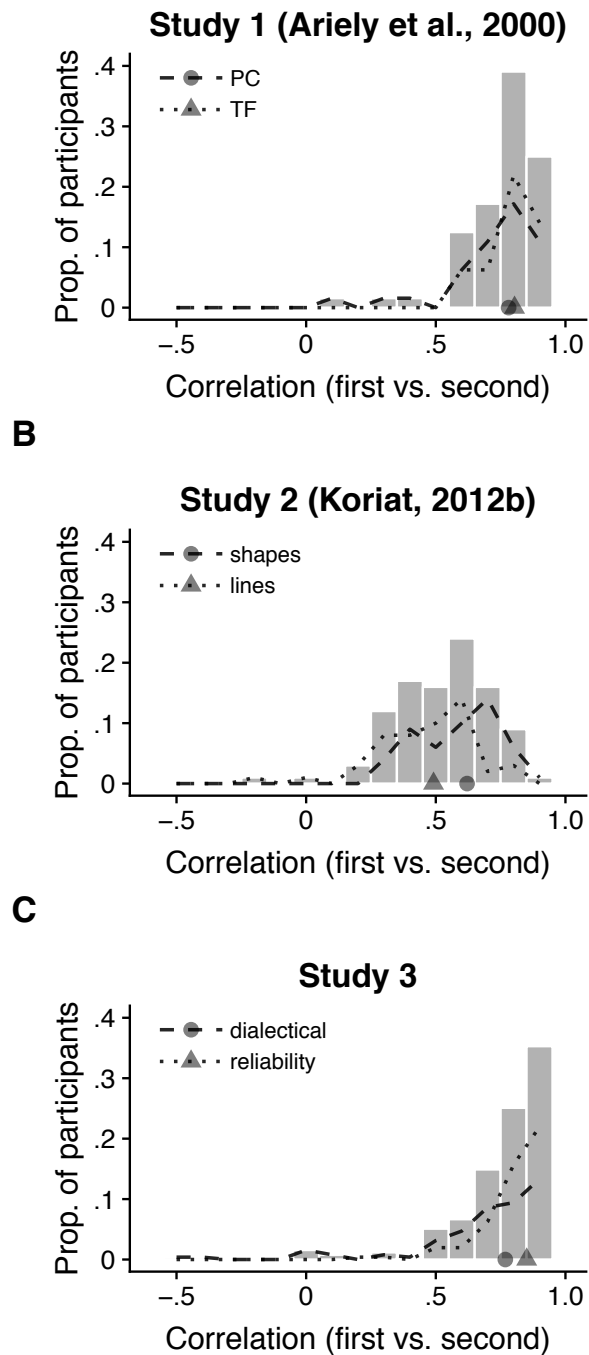 Study 1 (Ariely et al., 2000)
.4
.3
.2
.1
0
PC
TF
Prop. of participants
−.5 0 .5 1.0
Correlation (first vs. second)
B
Study 2 (Koriat, 2012b)
.4
.3
.2
.1
0
shapes
lines
Prop. of participants
−.5 0 .5 1.0
Correlation (first vs. second)
C
Study 3
.4
.3
.2
.1
0
dialectical
reliability
Prop. of participants
−.5 0 .5 1.0
Correlation (first vs. second)